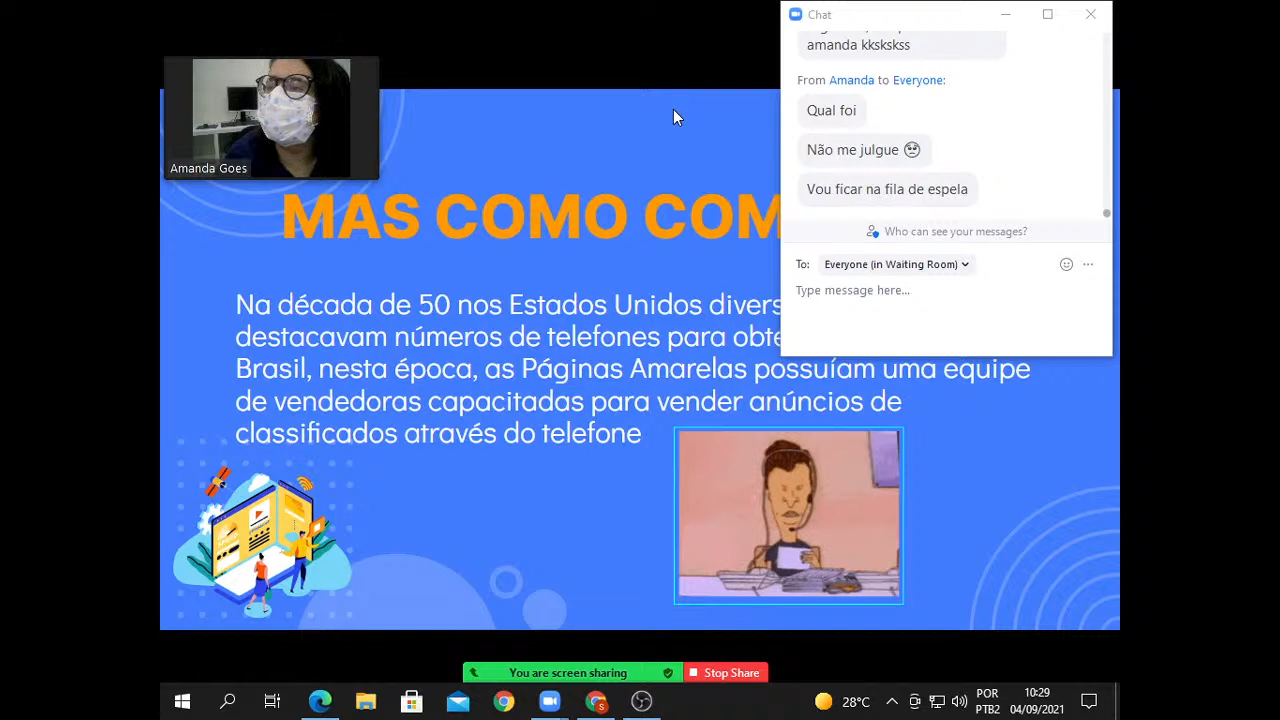 Chat
amanda kkskskss
From Amanda to Everyone:
Qual foi
Não me julgue
Vou ficar na fila de espela
Who can see your messages?
To: Everyone (in Waiting Room)
Type message here...
Amanda Goes
MAS COMO COM
Na década de 50 nos Estados Unidos divers
destacavam números de telefones para obte
Brasil, nesta época, as Páginas Amarelas possuíam uma equipe
de vendedoras capacitadas para vender anúncios de
classificados através do telefone
You are screen sharing
Stop Share
28°C
POR
PTB2
10:29
04/09/2021